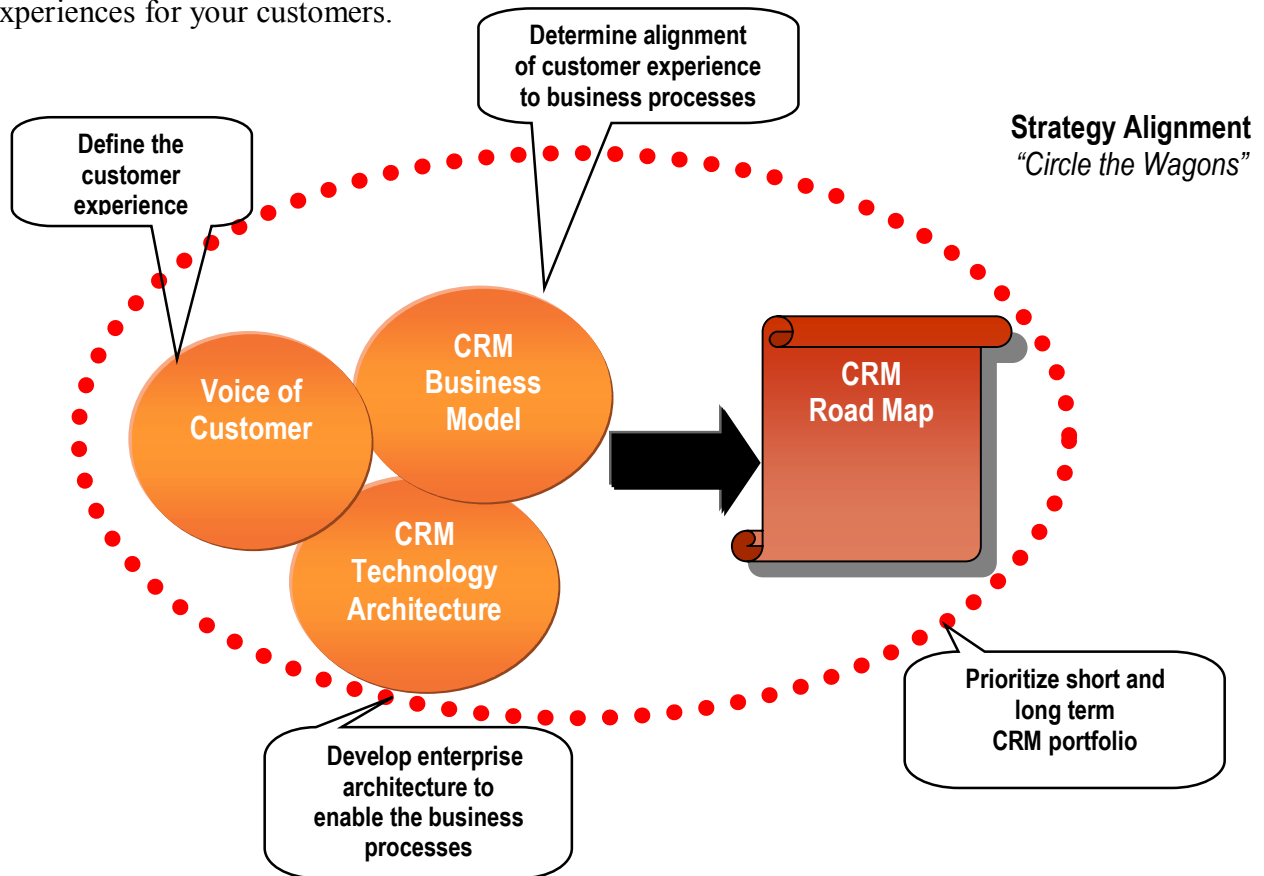 xperiences for your customers.
Determine alignment
of customer experience
to business processes
Strategy Alignment
“Circle the Wagons”
Define the
customer
experience
CRM
Business
Model
Voice of
Customer
CRM
Road Map
CRM
Technology
Architecture
Prioritize short and
long term
CRM portfolio
Develop enterprise
architecture to
enable the business
processes